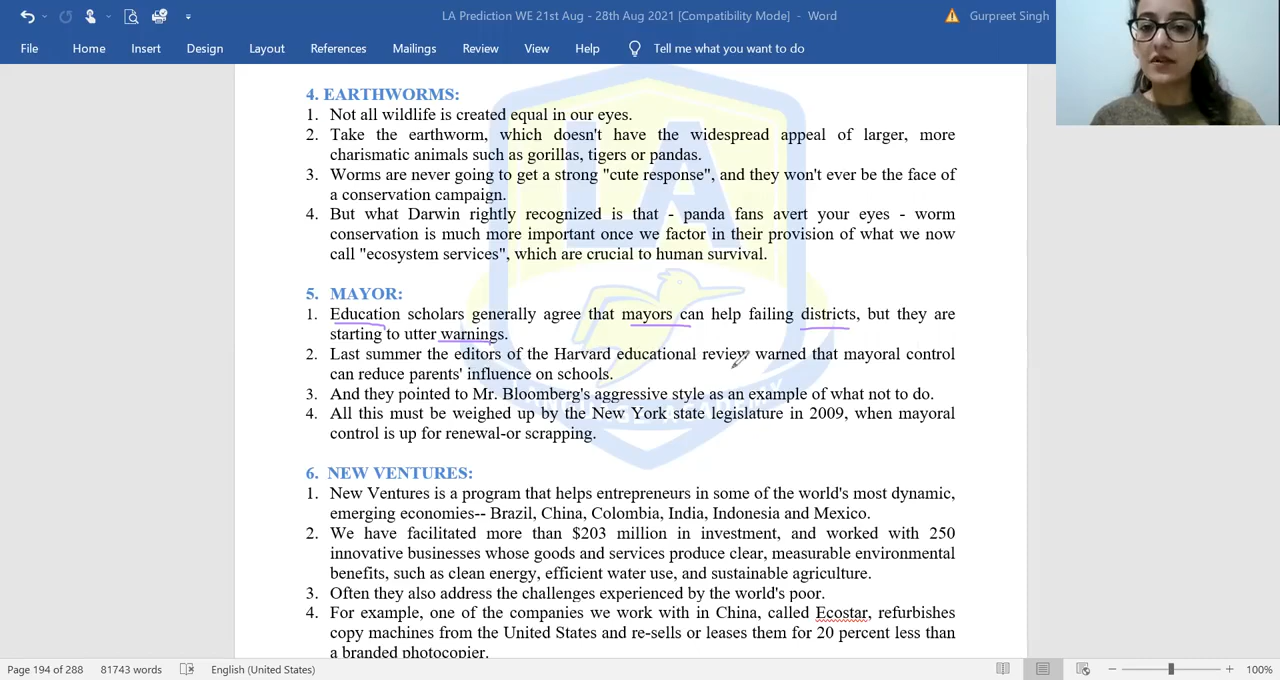 LA Prediction WE 21st Aug - 28th Aug 2021 [Compatibility Mode] - Word
Gurpreet Singh
File Home Insert Design Layout References Mailings Review View Help Tell me what you want to do
4. EARTHWORMS:
1. Not all wildlife is created equal in our eyes.
2. Take the earthworm, which doesn't have the widespread appeal of larger, more
charismatic animals such as gorillas, tigers or pandas.
3. Worms are never going to get a strong "cute response", and they won't ever be the face of
a conservation campaign.
4. But what Darwin rightly recognized is that - panda fans avert your eyes - worm
conservation is much more important once we factor in their provision of what we now
call "ecosystem services", which are crucial to human survival.
5. MAYOR:
1. Education scholars generally agree that mayors can help failing districts, but they are
starting to utter warnings.
2. Last summer the editors of the Harvard educational review warned that mayoral control
can reduce parents' influence on schools.
3. And they pointed to Mr. Bloomberg's aggressive style as an example of what not to do.
4. All this must be weighed up by the New York state legislature in 2009, when mayoral
control is up for renewal-or scrapping.
6. NEW VENTURES:
1. New Ventures is a program that helps entrepreneurs in some of the world's most dynamic,
emerging economies-- Brazil, China, Colombia, India, Indonesia and Mexico.
2. We have facilitated more than $203 million in investment, and worked with 250
innovative businesses whose goods and services produce clear, measurable environmental
benefits, such as clean energy, efficient water use, and sustainable agriculture.
3. Often they also address the challenges experienced by the world's poor.
4. For example, one of the companies we work with in China, called Ecostar, refurbishes
copy machines from the United States and re-sells or leases them for 20 percent less than
a branded photocopier.
LA
Page 194 of 288 81743 words English (United States) 100%